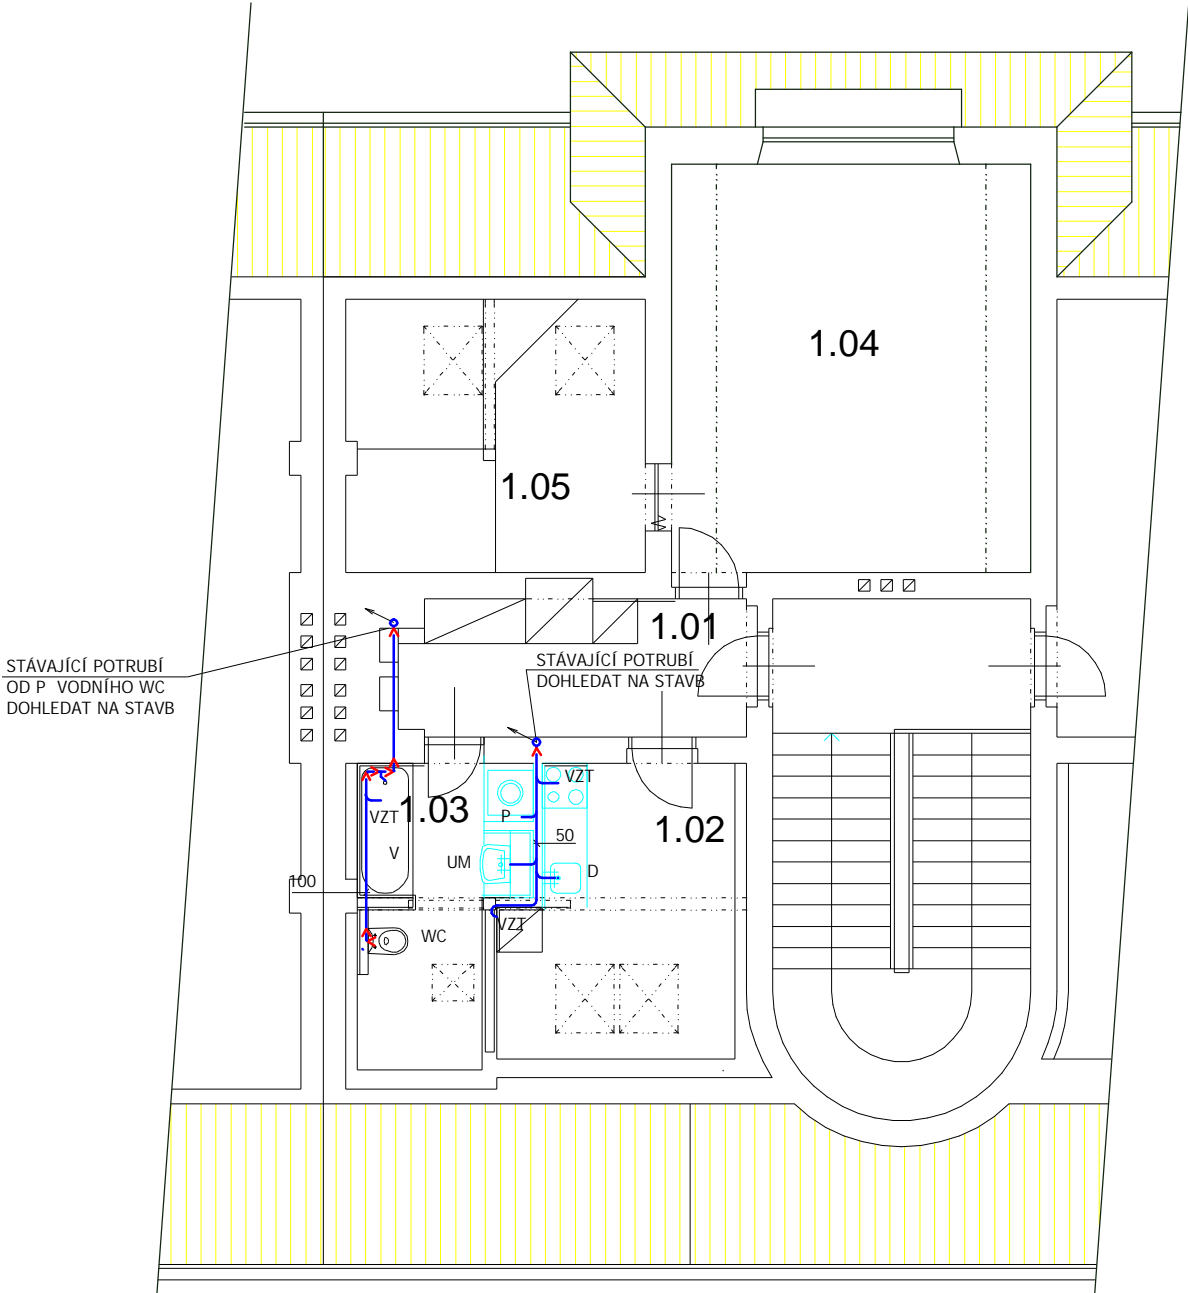 1.04
1.05
1.01
STÁVAJÍCÍ POTRUBÍ
OD P VODNÍHO WC
DOHLEDAT NA STAVB
STÁVAJÍCÍ POTRUBÍ
DOHLEDAT NA STAVB
VZT
1.03
VZT
P
1.02
50
V
UM
D
100
VZT
WC